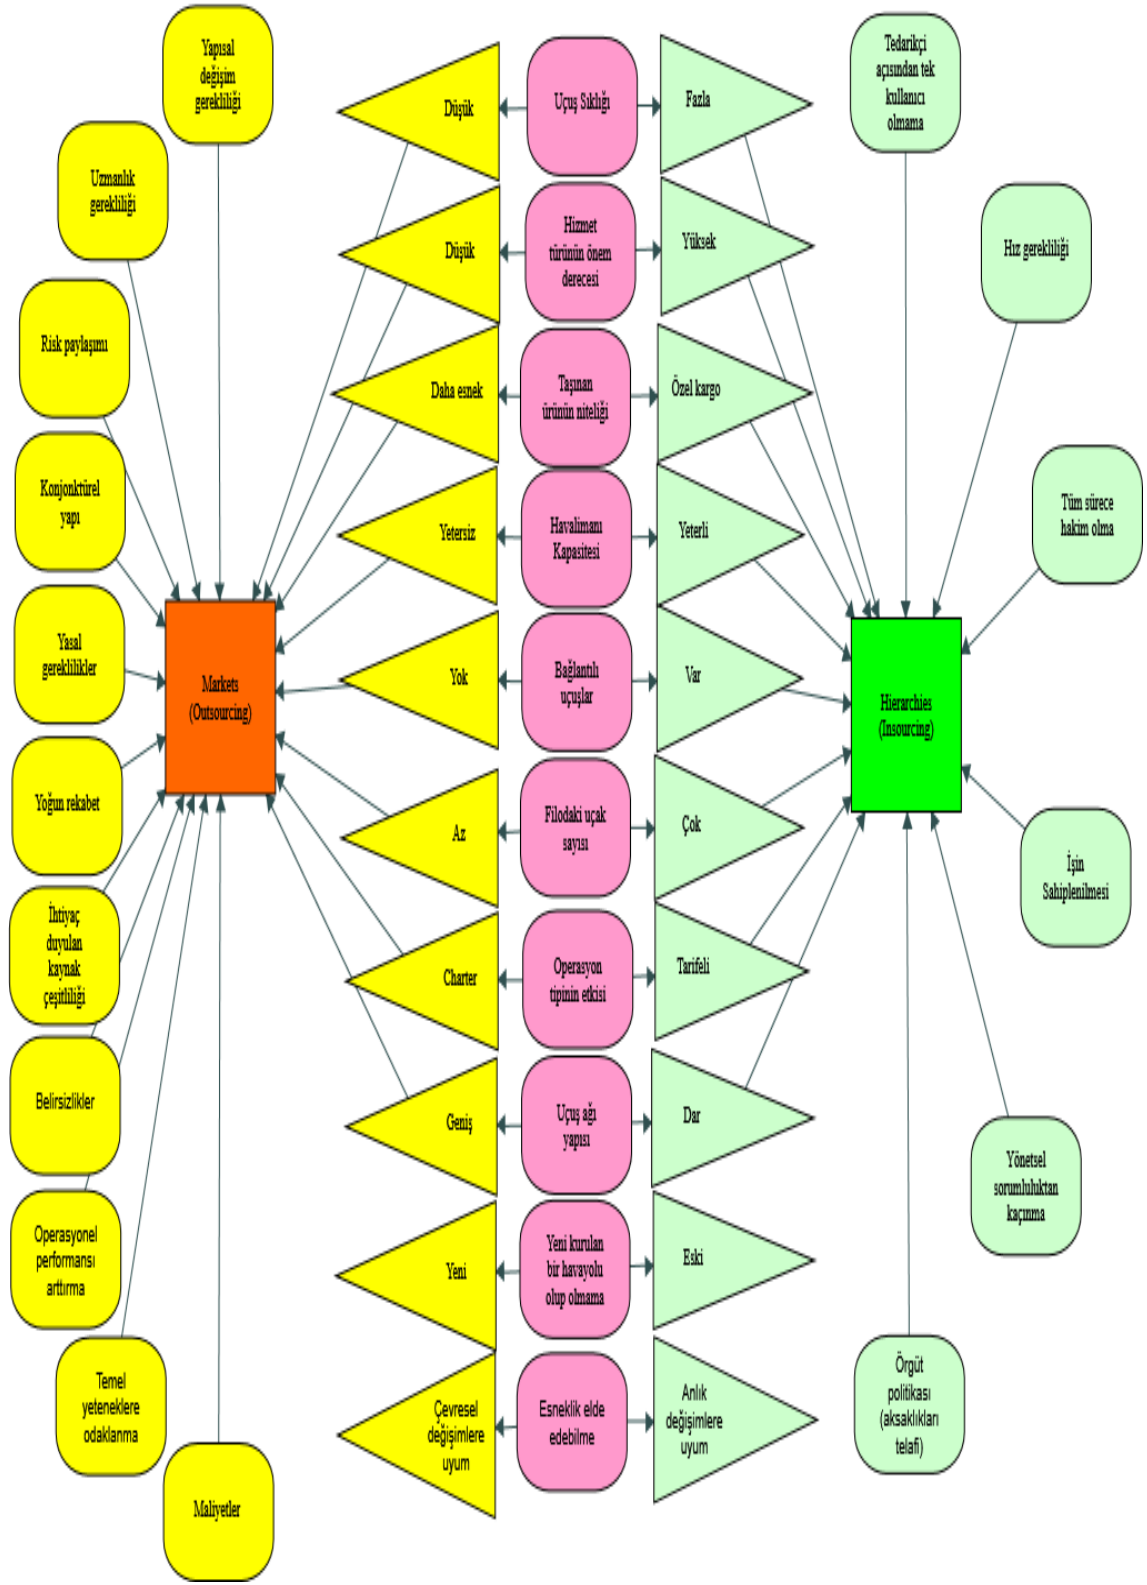 Yapısal
değişim
gerekliliği
Uzmanlık
gerekliliği
Risk paylaşımı
Konjonktürel
yapı
Yasal
gereklilikler
Yoğun rekabet
İhtiyaç
duyulan
kaynak
çeşitliliği
Belirsizlikler
Operasyonel
performansı
arttırma
Temel
yeteneklere
odaklanma
Maliyetler
Markets
(Outsourcing)
Düşük
Uçuş Sıklığı
Fazla
Düşük
Hizmet
türünün önem
derecesi
Yüksek
Daha esnek
Taşınan
ürünün niteliği
Özel kargo
Yetersiz
Havalimanı
Kapasitesi
Yeterli
Yok
Bağlantılı
uçuşlar
Var
Az
Filodaki uçak
sayısı
Çok
Charter
Operasyon
tipinin etkisi
Tarifeli
Geniş
Uçuş ağı
yapısı
Dar
Yeni
Yeni kurulan
bir havayolu
olup olmama
Eski
Çevresel
değişimlere
uyum
Esneklik elde
edebilme
Anlık
değişimlere
uyum
Hierarchies
(Insourcing)
Tedarikçi
açısından tek
kullanıcı
olmama
Hız gerekliliği
Tüm sürece
hakim olma
İşin
Sahiplenilmesi
Yönetsel
sorumluluktan
kaçınma
Örgüt
politikası
(aksaklıkları
telafi)